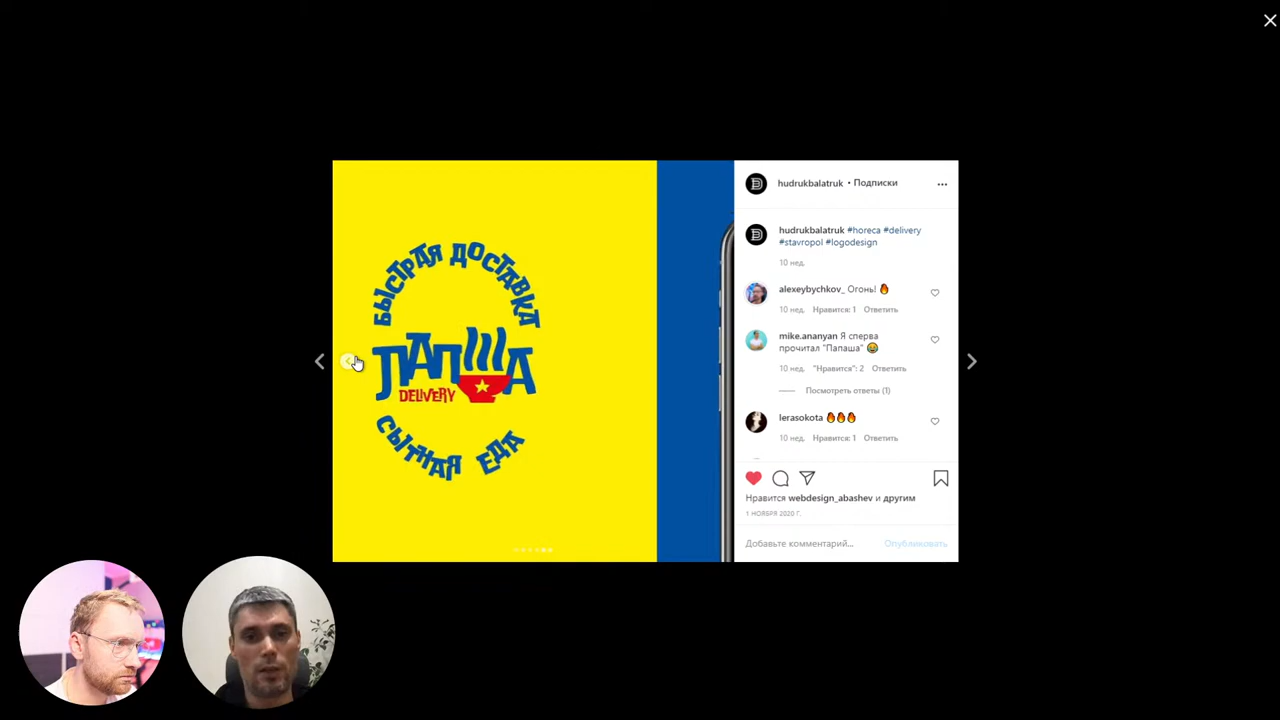 БЫСТРАЯ ДОСТАВКА
ЛАПША
DELIVERY
СЫТНАЯ ЕДА
hudrukbalatruk • Подписки
hudrukbalatruk #horeca #delivery
#stavropol #logodesign
10 нед.
alexeybychkov_ Огонь! 🔥
10 нед. Нравится: 1 Ответить
mike.ananyan Я сперва
прочитал "Папаша" 😂
10 нед. "Нравится": 2 Ответить
Посмотреть ответы (1)
lerasokota 🔥🔥🔥
10 нед. Нравится: 1 Ответить
Нравится webdesign_abashev и другим
1 НОЯБРЯ 2020 Г.
Добавьте комментарий... Опубликовать